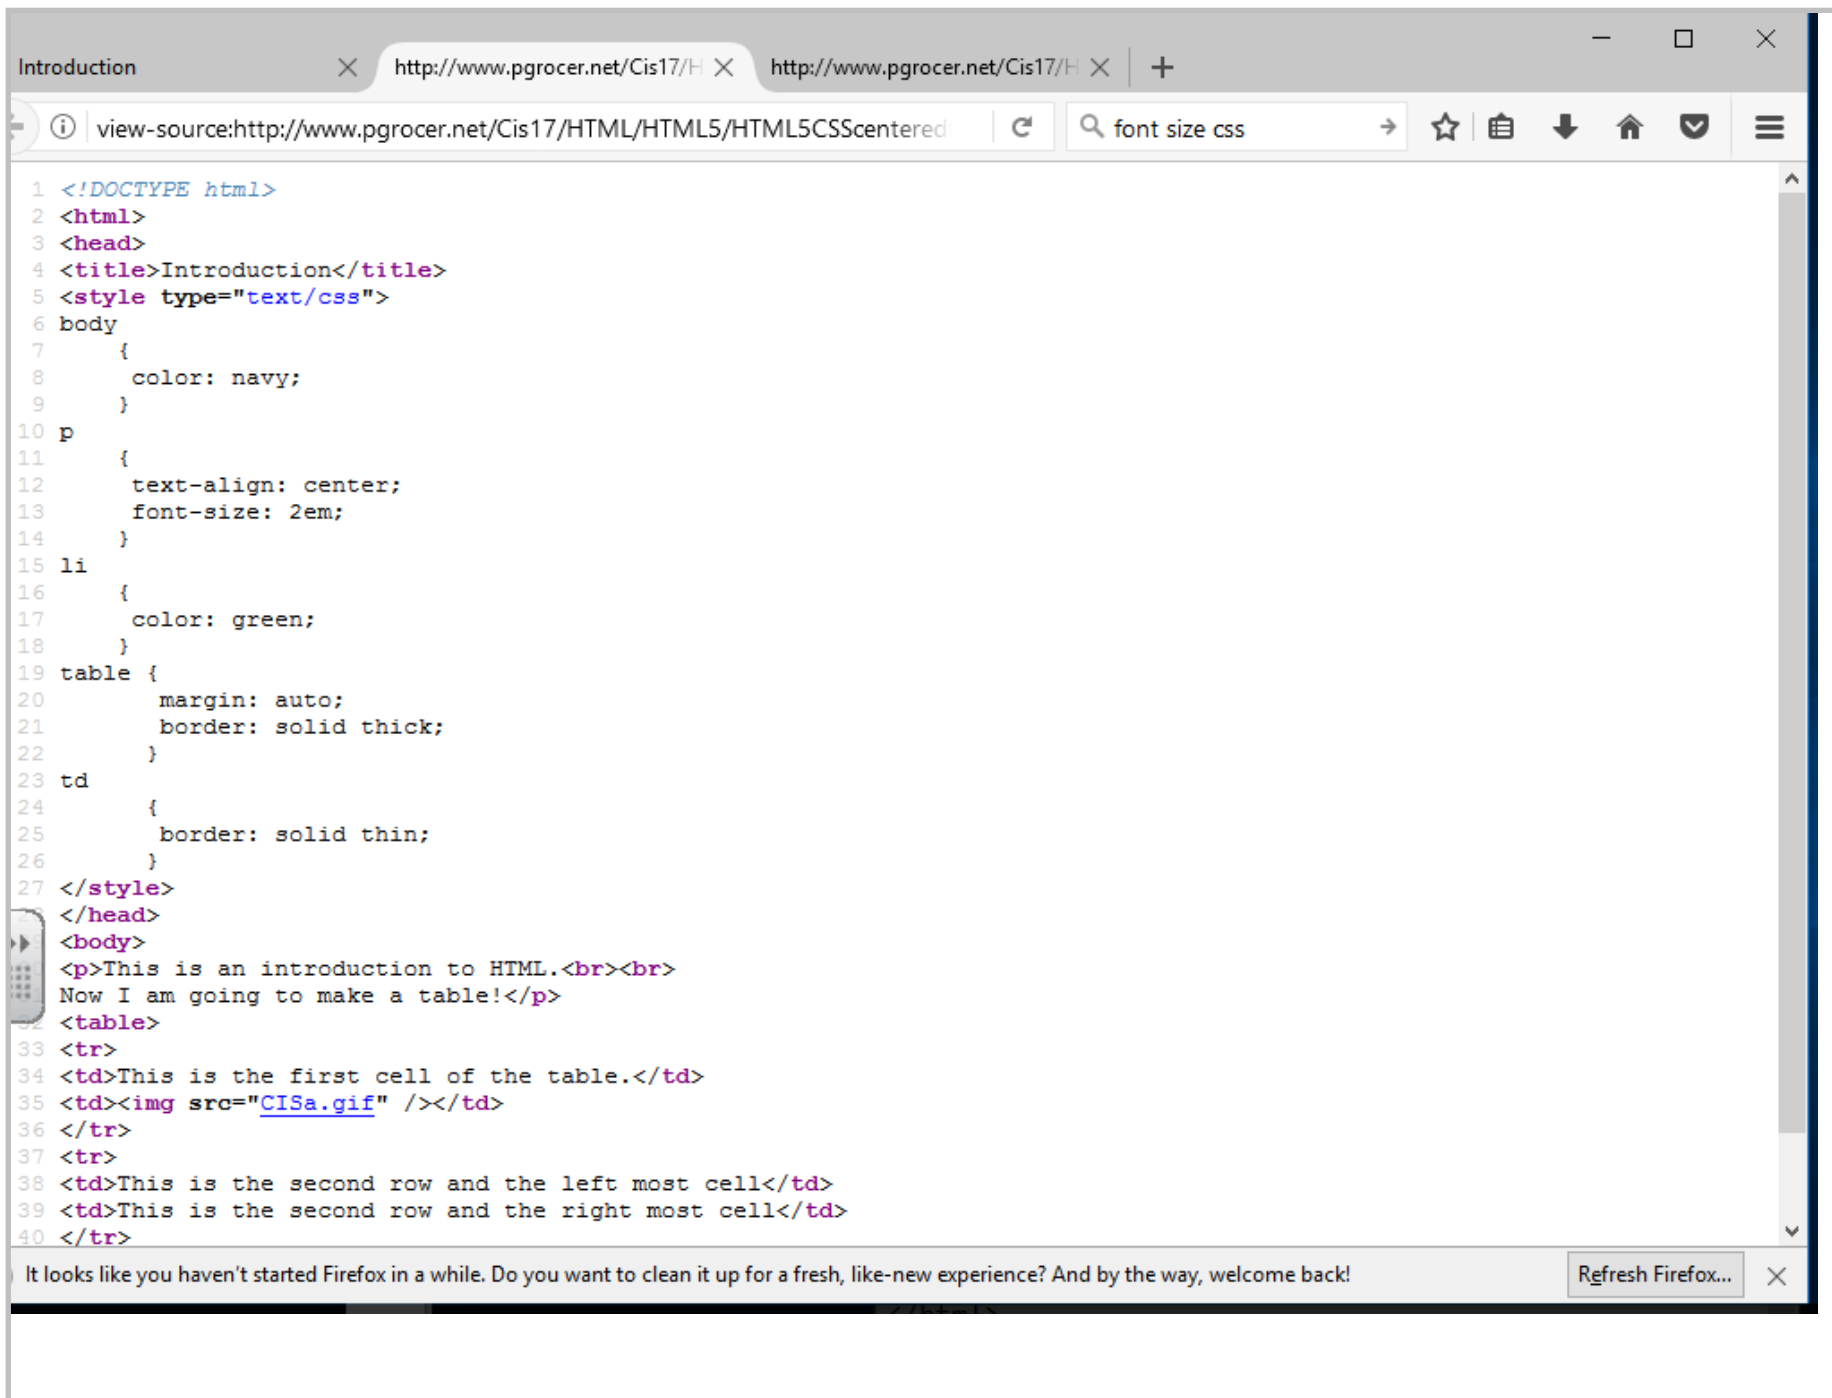 Introduction
http://www.pgrocer.net/Cis17/H
http://www.pgrocer.net/Cis17/H
view-source:http://www.pgrocer.net/Cis17/HTML/HTML5/HTML5CSScentered
font size css
1 <!DOCTYPE html>
2 <html>
3 <head>
4 <title>Introduction</title>
5 <style type="text/css">
6 body
7 {
8 color: navy;
9 }
10 p
11 {
12 text-align: center;
13 font-size: 2em;
14 }
15 li
16 {
17 color: green;
18 }
19 table {
20 margin: auto;
21 border: solid thick;
22 }
23 td
24 {
25 border: solid thin;
26 }
27 </style>
</head>
<body>
<p>This is an introduction to HTML.<br><br>
Now I am going to make a table!</p>
32 <table>
33 <tr>
34 <td>This is the first cell of the table.</td>
35 <td><img src="CISa.gif" /></td>
36 </tr>
37 <tr>
38 <td>This is the second row and the left most cell</td>
39 <td>This is the second row and the right most cell</td>
40 </tr>
It looks like you haven't started Firefox in a while. Do you want to clean it up for a fresh, like-new experience? And by the way, welcome back!
Refresh Firefox...
</html>